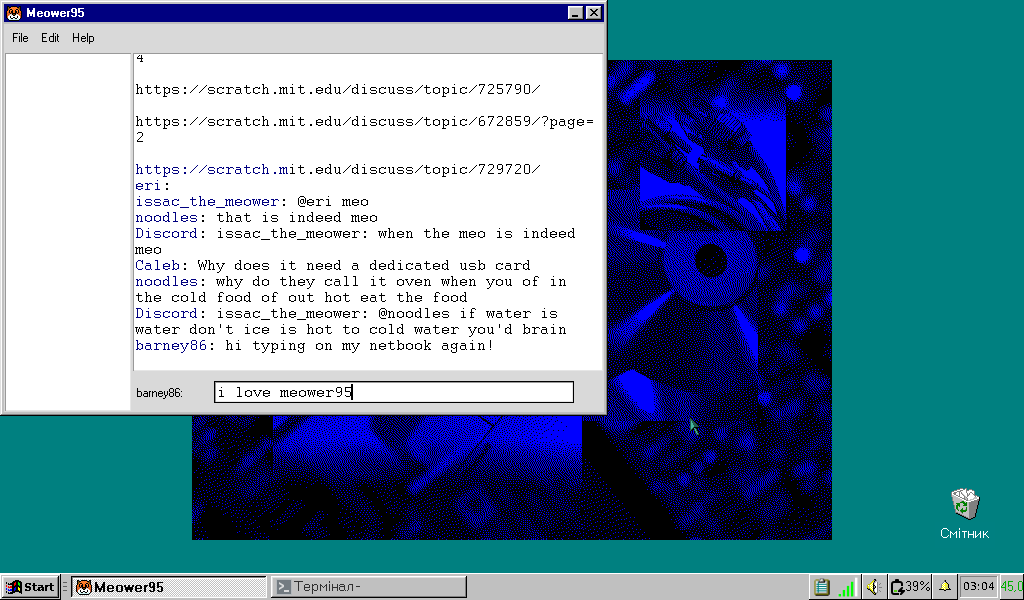 Meower95
File Edit Help
4
https://scratch.mit.edu/discuss/topic/725790/
https://scratch.mit.edu/discuss/topic/672859/?page=
2
https://scratch.mit.edu/discuss/topic/729720/
eri:
issac_the_meower: @eri meo
noodles: that is indeed meo
Discord: issac_the_meower: when the meo is indeed
meo
Caleb: Why does it need a dedicated usb card
noodles: why do they call it oven when you of in
the cold food of out hot eat the food
Discord: issac_the_meower: @noodles if water is
water don't ice is hot to cold water you'd brain
barney86: hi typing on my netbook again!
barney86: i love meower95
Смітник
Start Meower95 Термінал- 39% 03:04 45,0